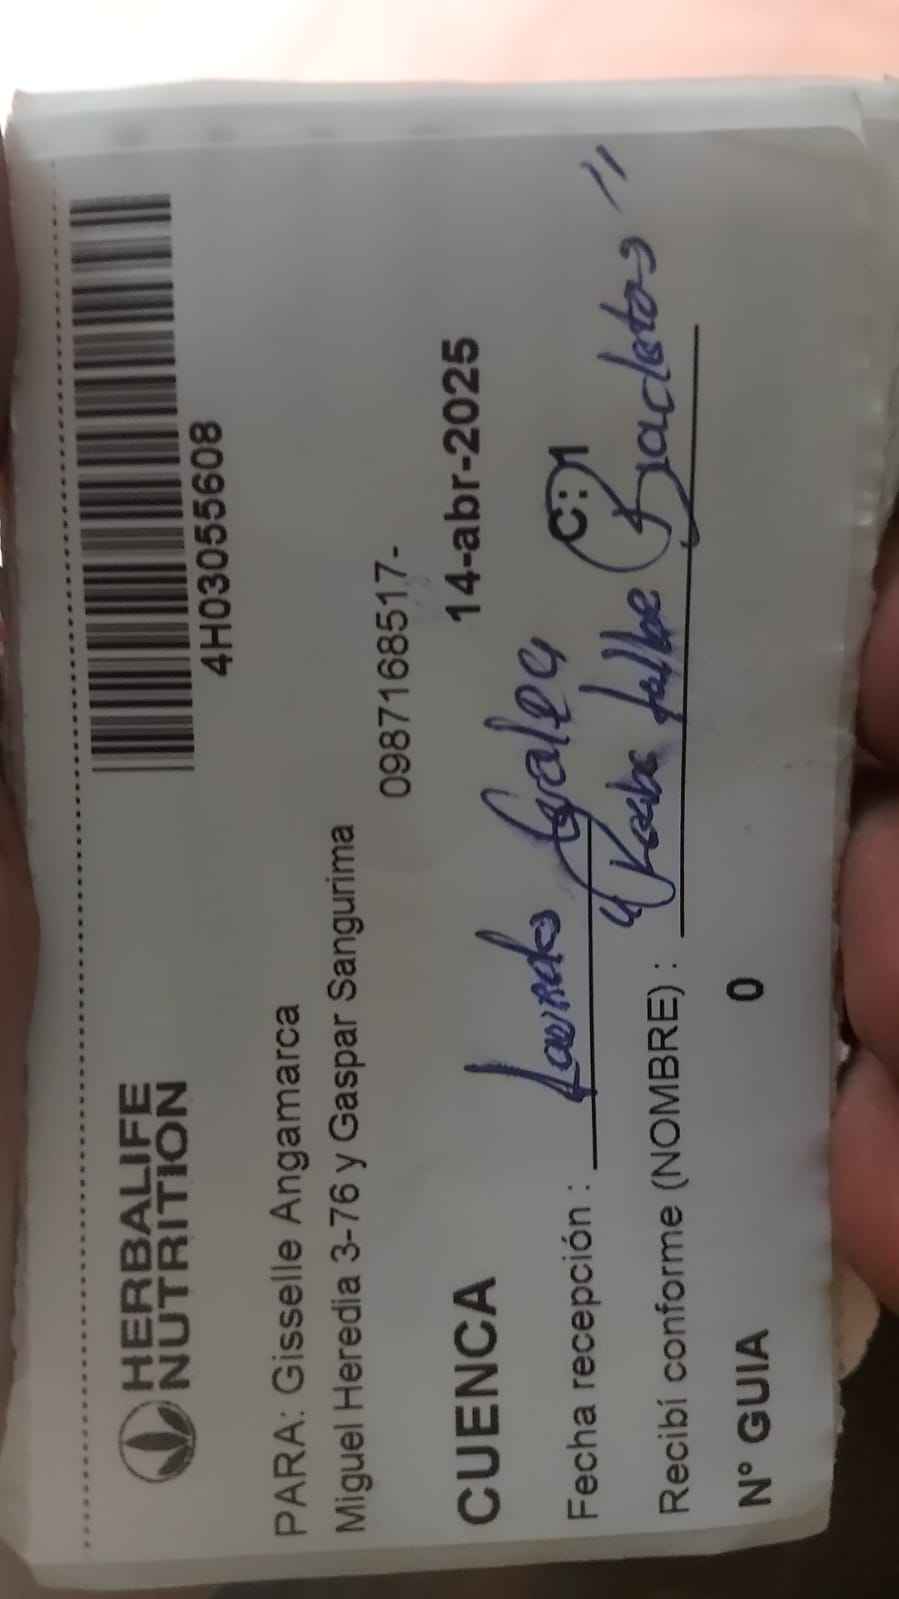 HERBALIFE
NUTRITION
4H03055608
PARA: Gisselle Angamarca
Miguel Heredia 3-76 y Gaspar Sangurima
0987168517-
CUENCA 14-abr-2025
Fecha recepción : C: 1
Recibí conforme (NOMBRE) :
N° GUIA 0